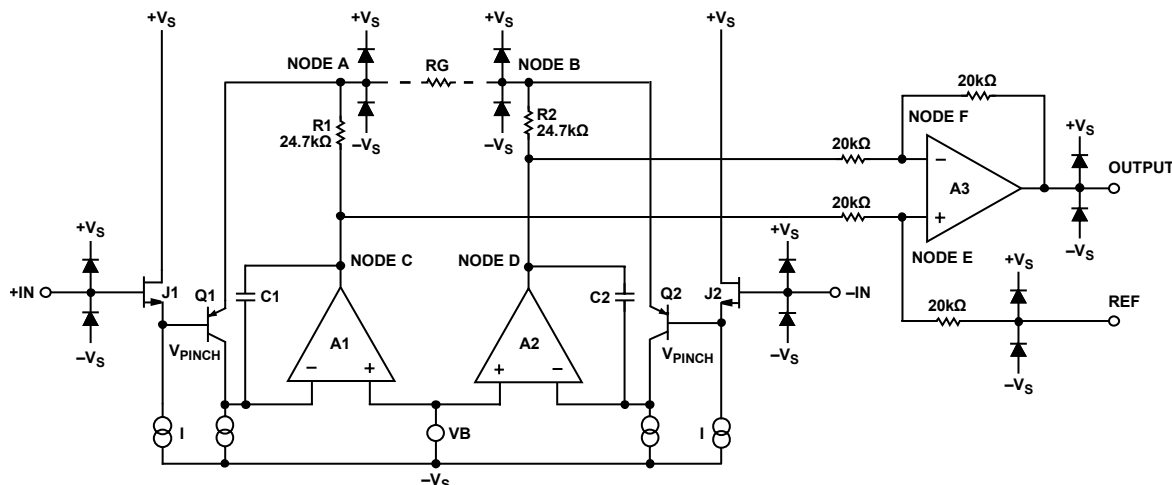 +VS
+VS
+VS
+VS
NODE A
RG
NODE B
20kΩ
R1
24.7kΩ
R2
24.7kΩ
–VS
–VS
NODE F
+VS
20kΩ
–
A3
OUTPUT
20kΩ
+
+VS
NODE C
NODE D
NODE E
–VS
+VS
+VS
+IN
J1
Q1
C1
C2
Q2
J2
–IN
20kΩ
REF
VPINCH
A1
A2
VPINCH
–VS
–VS
–VS
–
+
+
–
I
VB
I
–VS